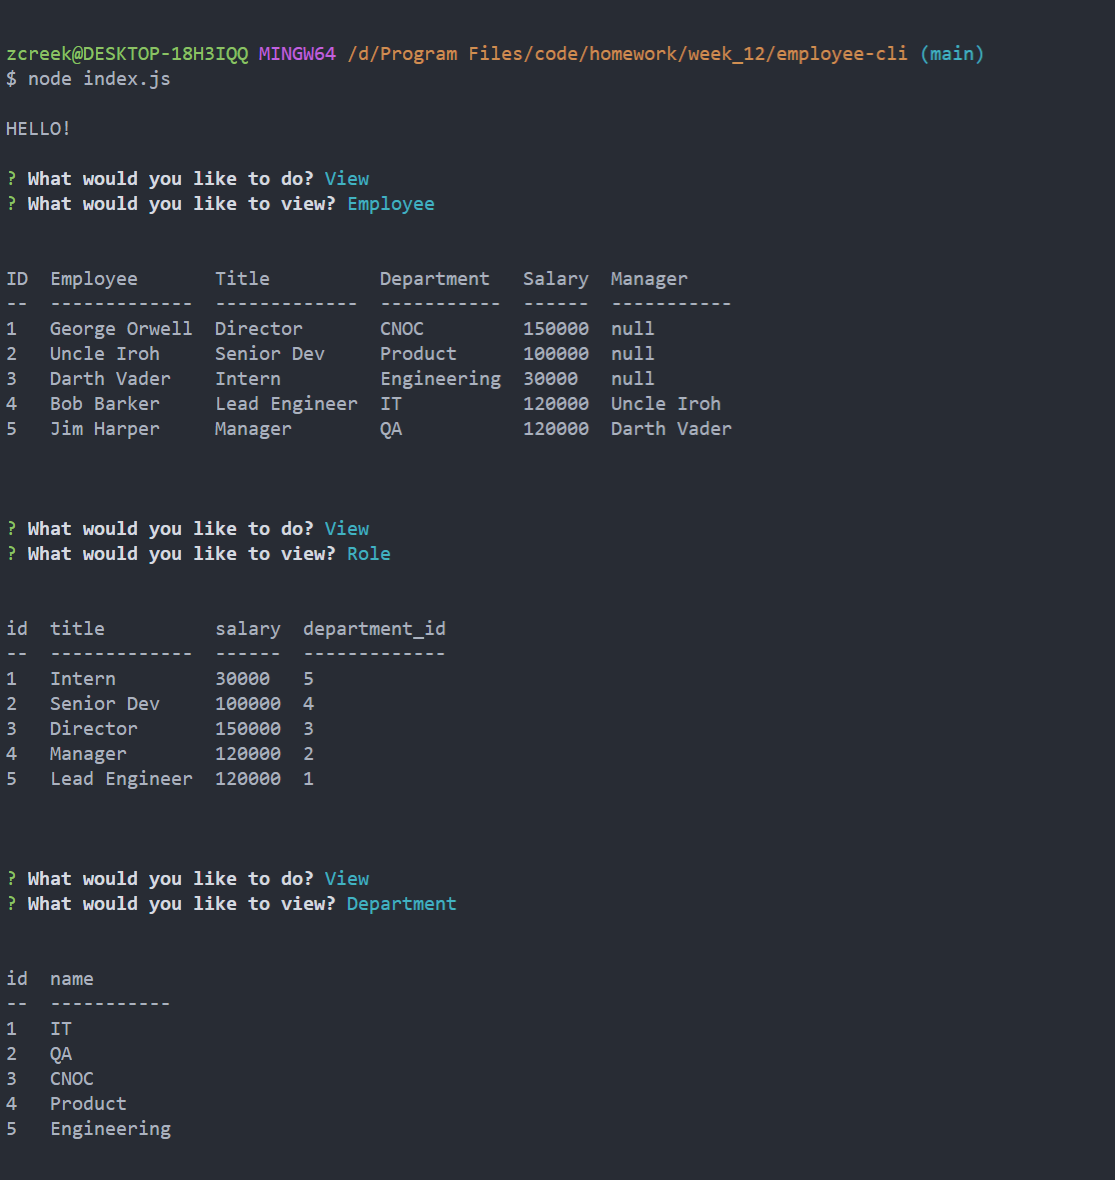 zcreek@DESKTOP-18H3IQQ MINGW64 /d/Program Files/code/homework/week_12/employee-cli (main)
$ node index.js
HELLO!
? What would you like to do? View
? What would you like to view? Employee
ID  Employee       Title          Department   Salary  Manager
--  -------------  -------------  -----------  ------  -----------
1   George Orwell  Director       CNOC         150000  null
2   Uncle Iroh     Senior Dev     Product      100000  null
3   Darth Vader    Intern         Engineering  30000   null
4   Bob Barker     Lead Engineer  IT           120000  Uncle Iroh
5   Jim Harper     Manager        QA           120000  Darth Vader
? What would you like to do? View
? What would you like to view? Role
id  title          salary  department_id
--  -------------  ------  -------------
1   Intern         30000   5
2   Senior Dev     100000  4
3   Director       150000  3
4   Manager        120000  2
5   Lead Engineer  120000  1
? What would you like to do? View
? What would you like to view? Department
id  name
--  -----------
1   IT
2   QA
3   CNOC
4   Product
5   Engineering